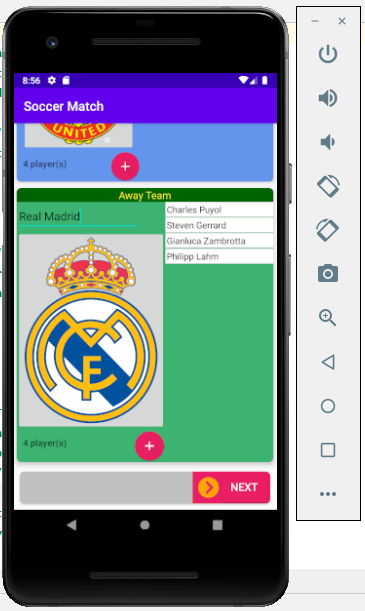 8:56
Soccer Match
UNITED
4 player(s)
Away Team
Real Madrid
Charles Puyol
Steven Gerrard
Gianluca Zambrotta
Philipp Lahm
4 player(s)
NEXT